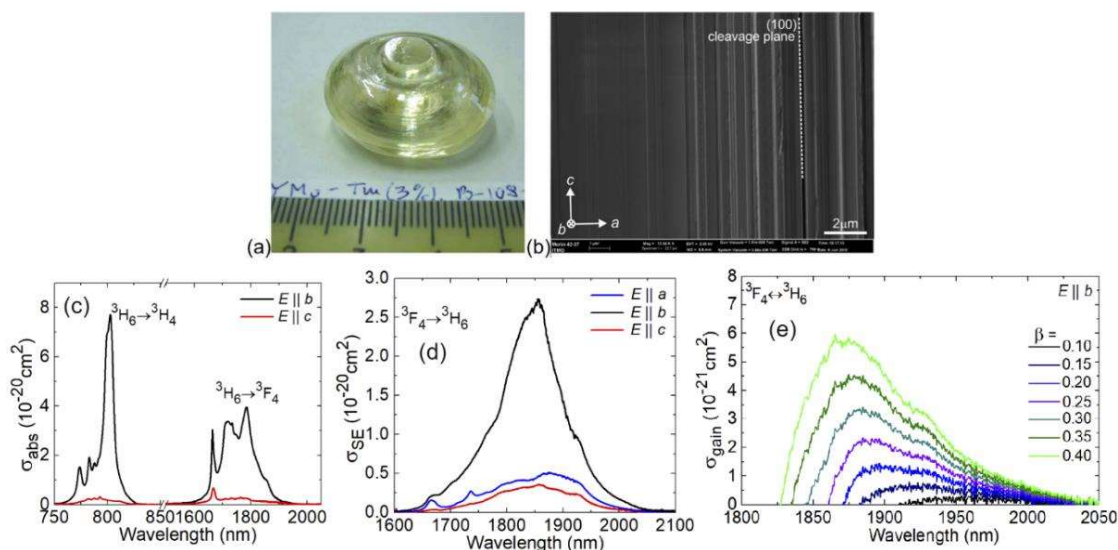 YMo-Tm (3%), B-108
(a)
(100)
cleavage plane
c
b
a
2μm
(b)
(c)
³H₆→³H₄
E || b
E || c
³H₆→³F₄
σabs (10⁻²⁰cm²)
8
6
4
2
0
750 800 850 1600 1800 2000
Wavelength (nm)
³F₄→³H₆
(d)
E || a
E || b
E || c
σSE (10⁻²⁰cm²)
3.0
2.5
2.0
1.5
1.0
0.5
0.0
1600 1700 1800 1900 2000 2100
Wavelength (nm)
³F₄↔³H₆
E || b
(e)
β =
0.10
0.15
0.20
0.25
0.30
0.35
0.40
σgain (10⁻²¹cm²)
8
7
6
5
4
3
2
1
0
1800 1850 1900 1950 2000 2050
Wavelength (nm)